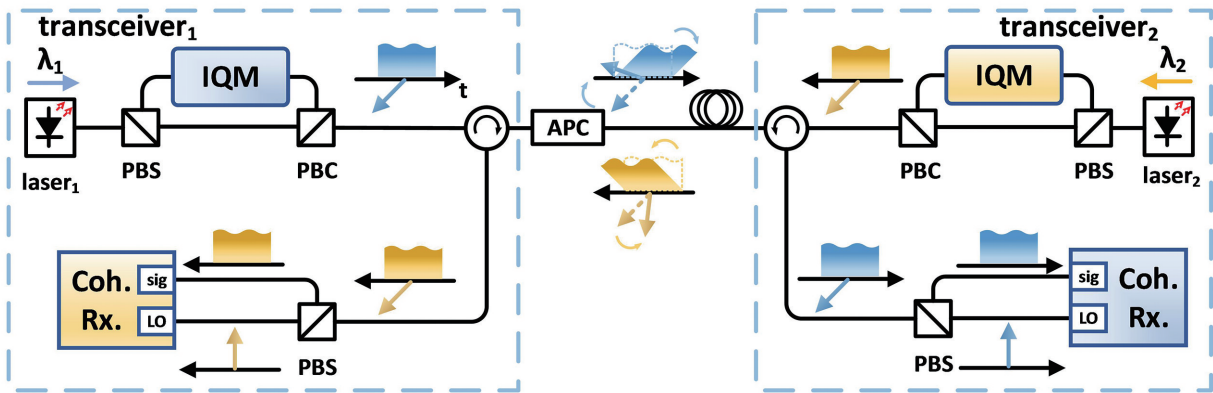 transceiver₁
transceiver₂
λ₁
λ₂
IQM
IQM
t
APC
PBS
PBC
PBC
PBS
laser₁
laser₂
Coh.
Rx.
sig
LO
PBS
PBS
sig
LO
Coh.
Rx.